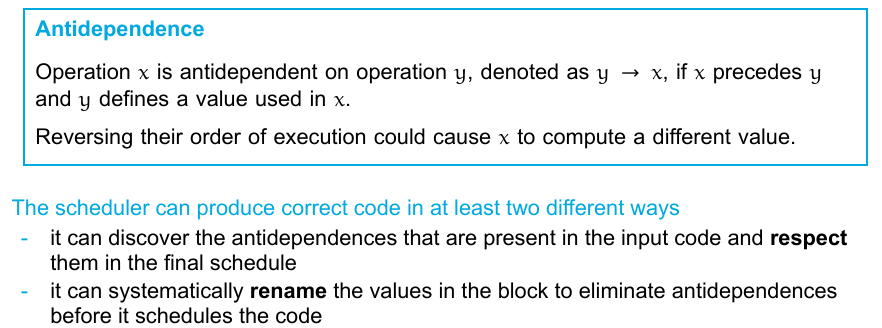 Antidependence
Operation x is antidependent on operation y, denoted as y → x, if x precedes y
and y defines a value used in x.
Reversing their order of execution could cause x to compute a different value.
The scheduler can produce correct code in at least two different ways
- it can discover the antidependences that are present in the input code and respect
them in the final schedule
- it can systematically rename the values in the block to eliminate antidependences
before it schedules the code